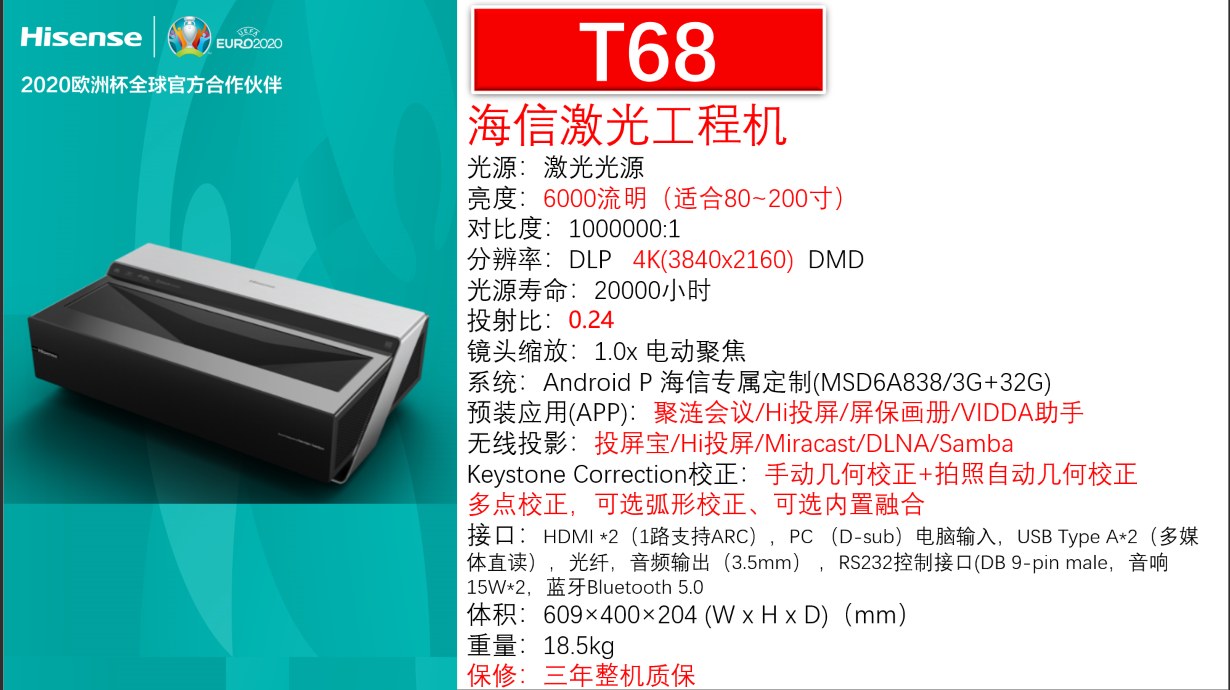 Hisense
UEFA
EURO2020
2020欧洲杯全球官方合作伙伴
T68
海信激光工程机
光源：激光光源
亮度：6000流明（适合80~200寸）
对比度：1000000:1
分辨率：DLP 4K(3840x2160) DMD
光源寿命：20000小时
投射比：0.24
镜头缩放：1.0x 电动聚焦
系统：Android P 海信专属定制(MSD6A838/3G+32G)
预装应用(APP)：聚涟会议/Hi投屏/屏保画册/VIDDA助手
无线投影：投屏宝/Hi投屏/Miracast/DLNA/Samba
Keystone Correction校正：手动几何校正+拍照自动几何校正
多点校正，可选弧形校正、可选内置融合
接口：HDMI *2（1路支持ARC），PC （D-sub）电脑输入，USB Type A*2（多媒
体直读），光纤，音频输出（3.5mm） ，RS232控制接口(DB 9-pin male，音响
15W*2，蓝牙Bluetooth 5.0
体积：609×400×204 (W x H x D)（mm）
重量：18.5kg
保修：三年整机质保